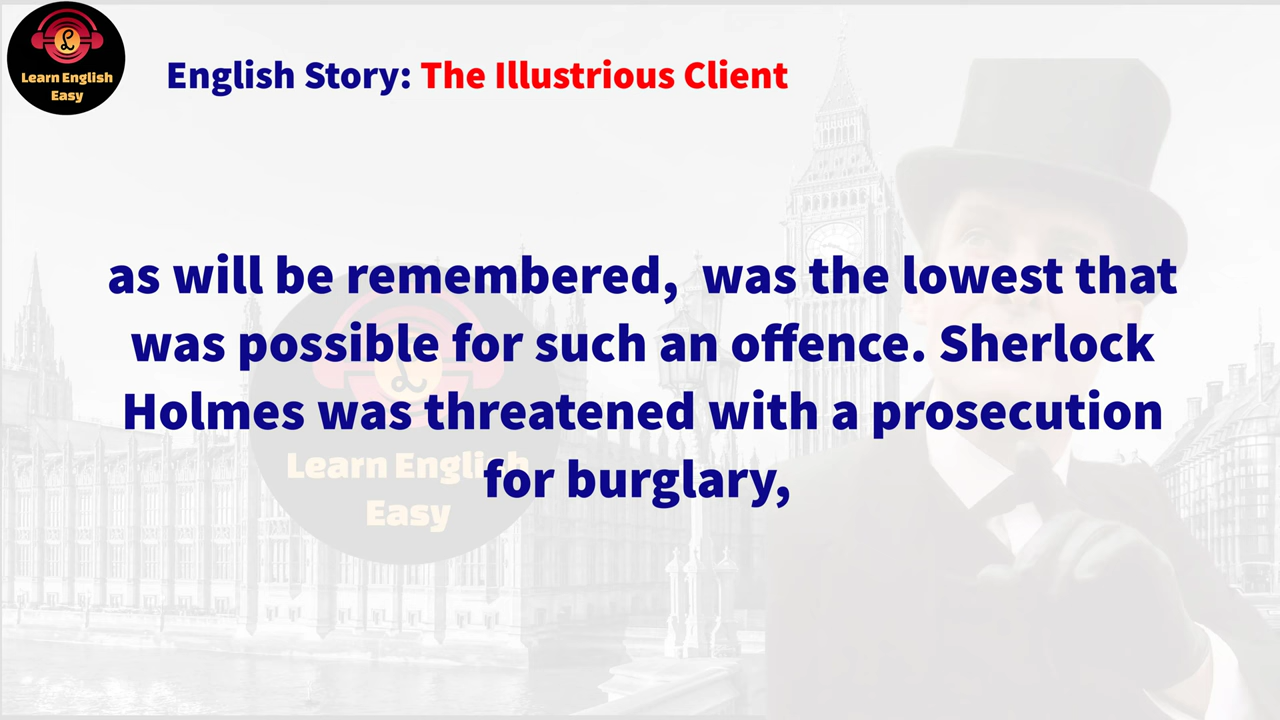 Learn English
Easy
English Story: The Illustrious Client
as will be remembered, was the lowest that
was possible for such an offence. Sherlock
Holmes was threatened with a prosecution
for burglary,
Learn English
Easy